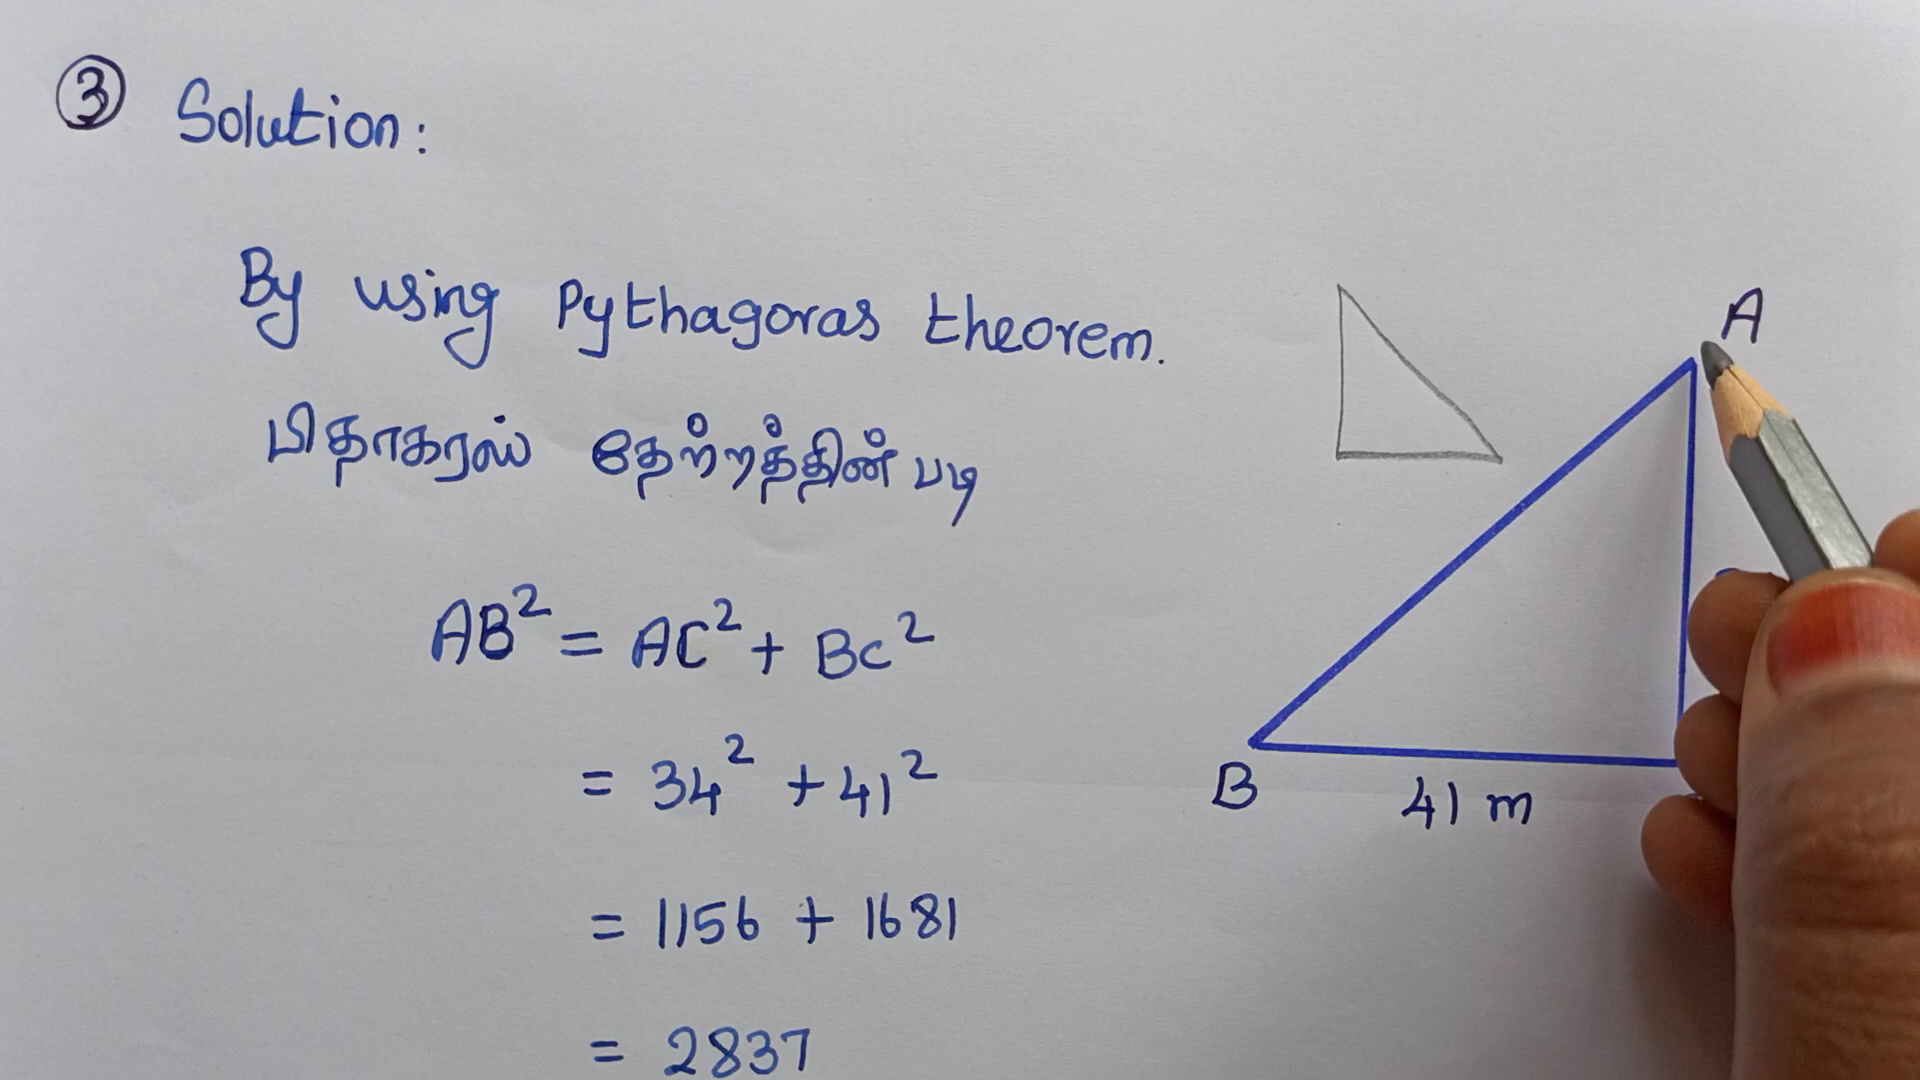 3 Solution:
By using Pythagoras theorem.
பிதாகரஸ் தேற்றத்தின் படி
AB² = AC² + BC²
= 34² + 41²
= 1156 + 1681
= 2837
A
B
41 m